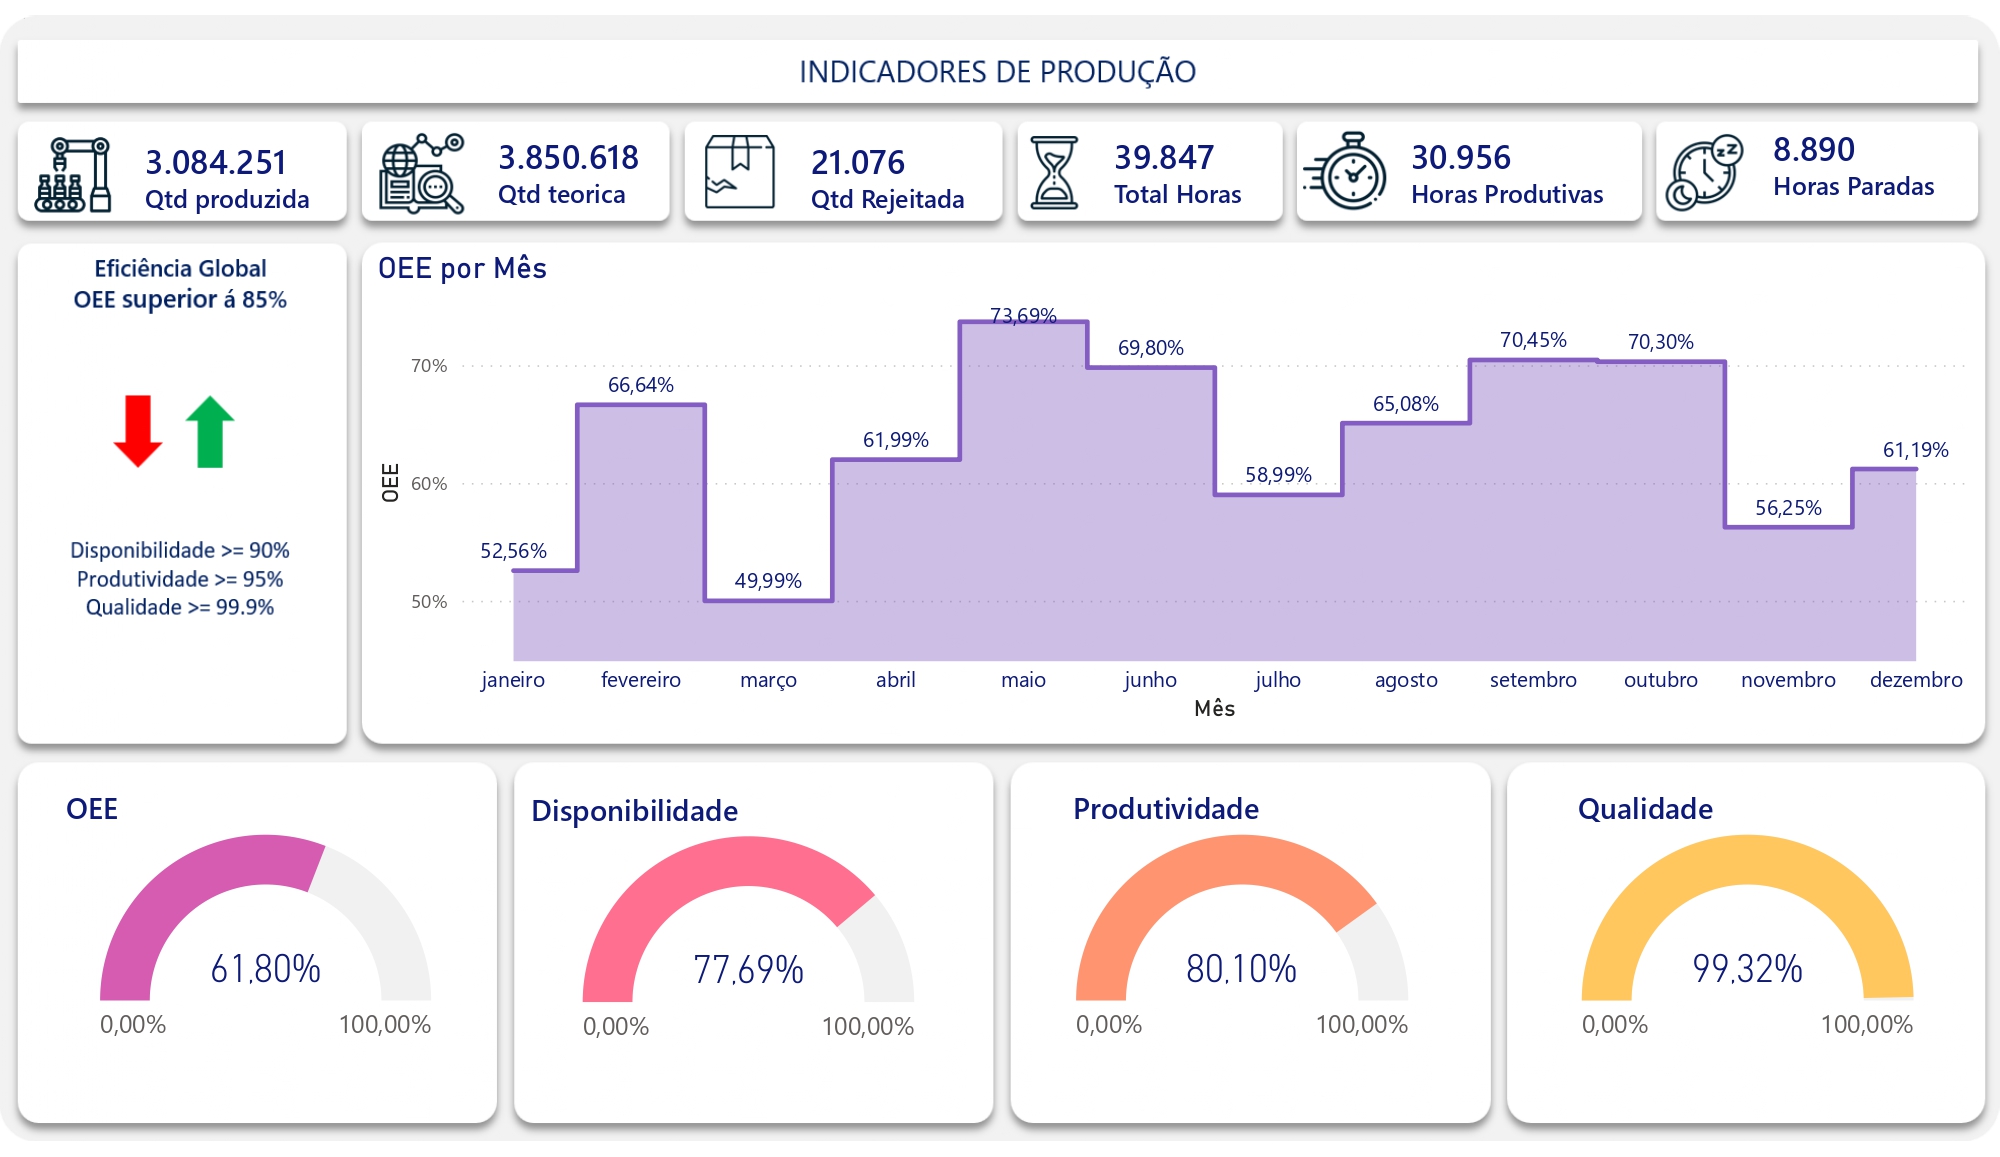 INDICADORES DE PRODUÇÃO
3.084.251
Qtd produzida
3.850.618
Qtd teorica
21.076
Qtd Rejeitada
39.847
Total Horas
30.956
Horas Produtivas
zz
8.890
Horas Paradas
Eficiência Global
OEE superior á 85%
Disponibilidade >= 90%
Produtividade >= 95%
Qualidade >= 99.9%
OEE por Mês
OEE
70%
60%
50%
52,56%
66,64%
49,99%
61,99%
73,69%
69,80%
58,99%
65,08%
70,45%
70,30%
56,25%
61,19%
janeiro
fevereiro
março
abril
maio
junho
julho
agosto
setembro
outubro
novembro
dezembro
Mês
OEE
61,80%
0,00%
100,00%
Disponibilidade
77,69%
0,00%
100,00%
Produtividade
80,10%
0,00%
100,00%
Qualidade
99,32%
0,00%
100,00%